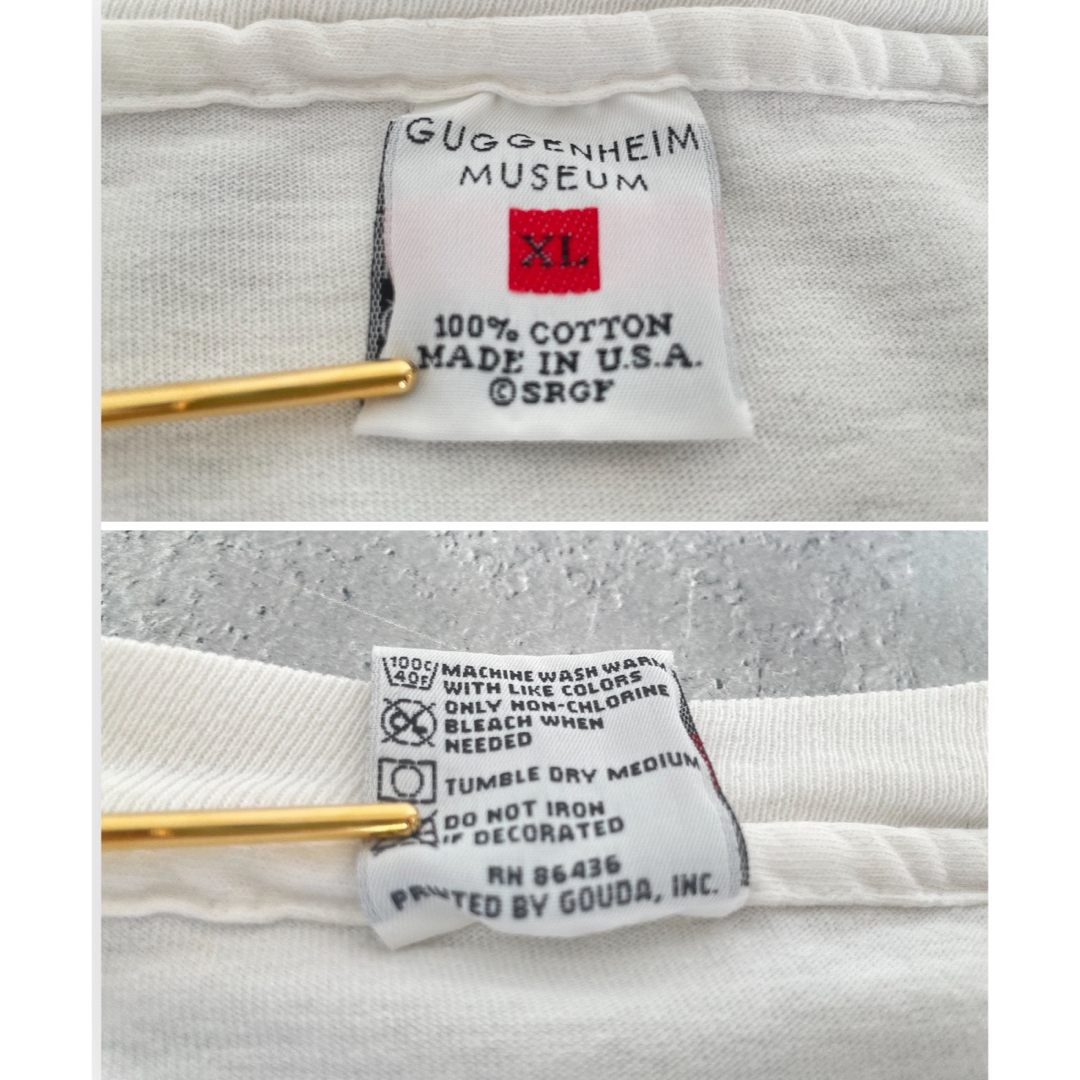 GUGGENHEIM
MUSEUM
XL
100% COTTON
MADE IN U.S.A.
©SRGF
100C
40F
MACHINE WASH WARM
WITH LIKE COLORS
ONLY NON-CHLORINE
BLEACH WHEN
NEEDED
TUMBLE DRY MEDIUM
DO NOT IRON
IF DECORATED
RN 86436
PRINTED BY GOUDA, INC.